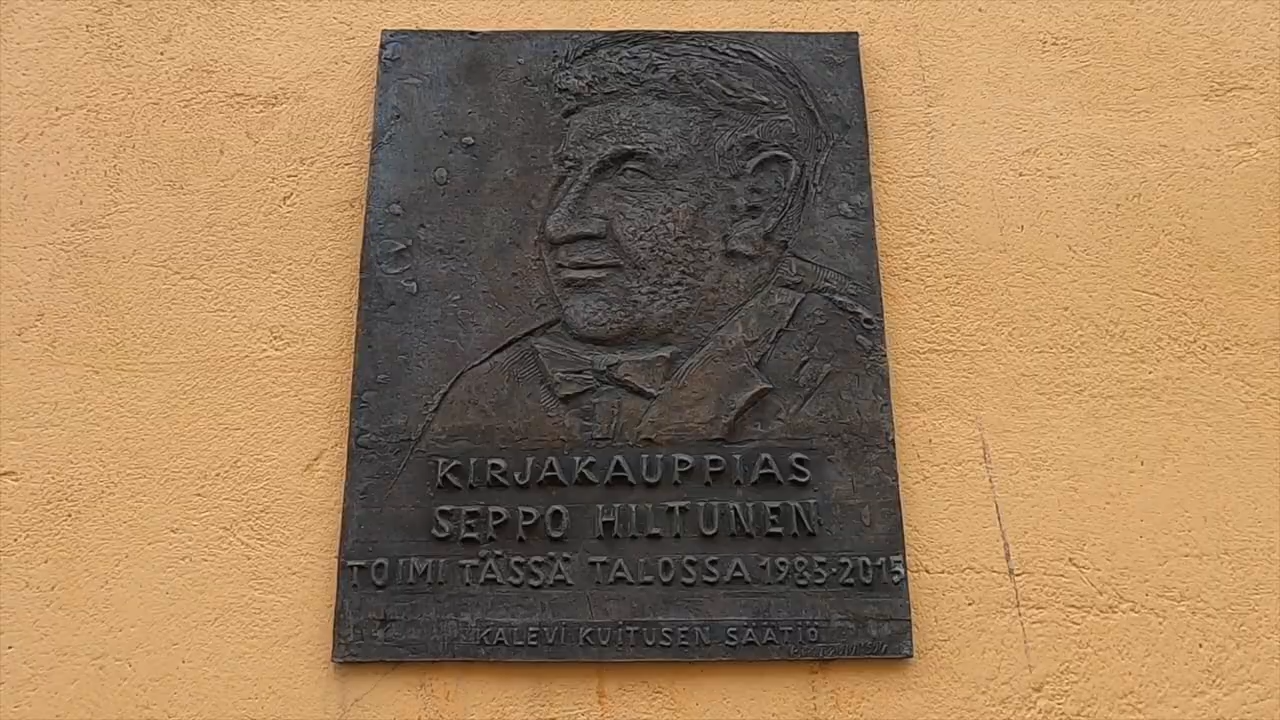 KIRJAKAUPPIAS
SEPPO HILTUNEN
TOIMI TÄSSÄ TALOSSA 1985-2015
KALEVI KUITUSEN SÄÄTIÖ